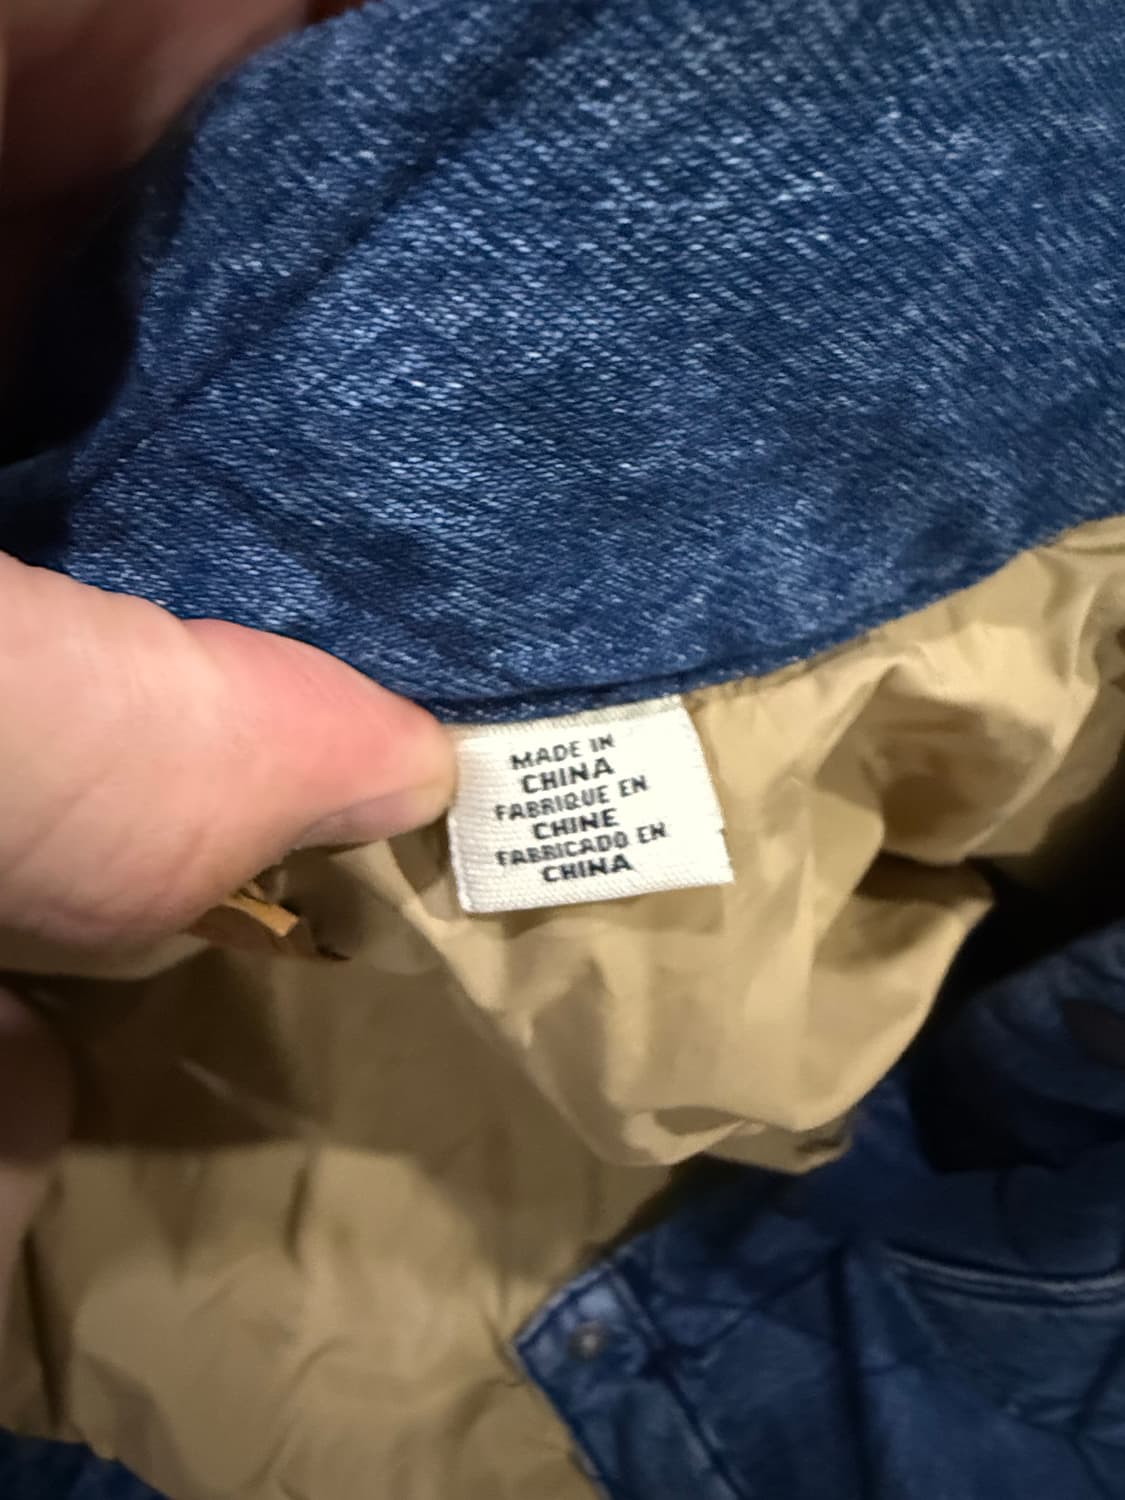 MADE IN
CHINA
FABRIQUE EN
CHINE
FABRICADO EN
CHINA